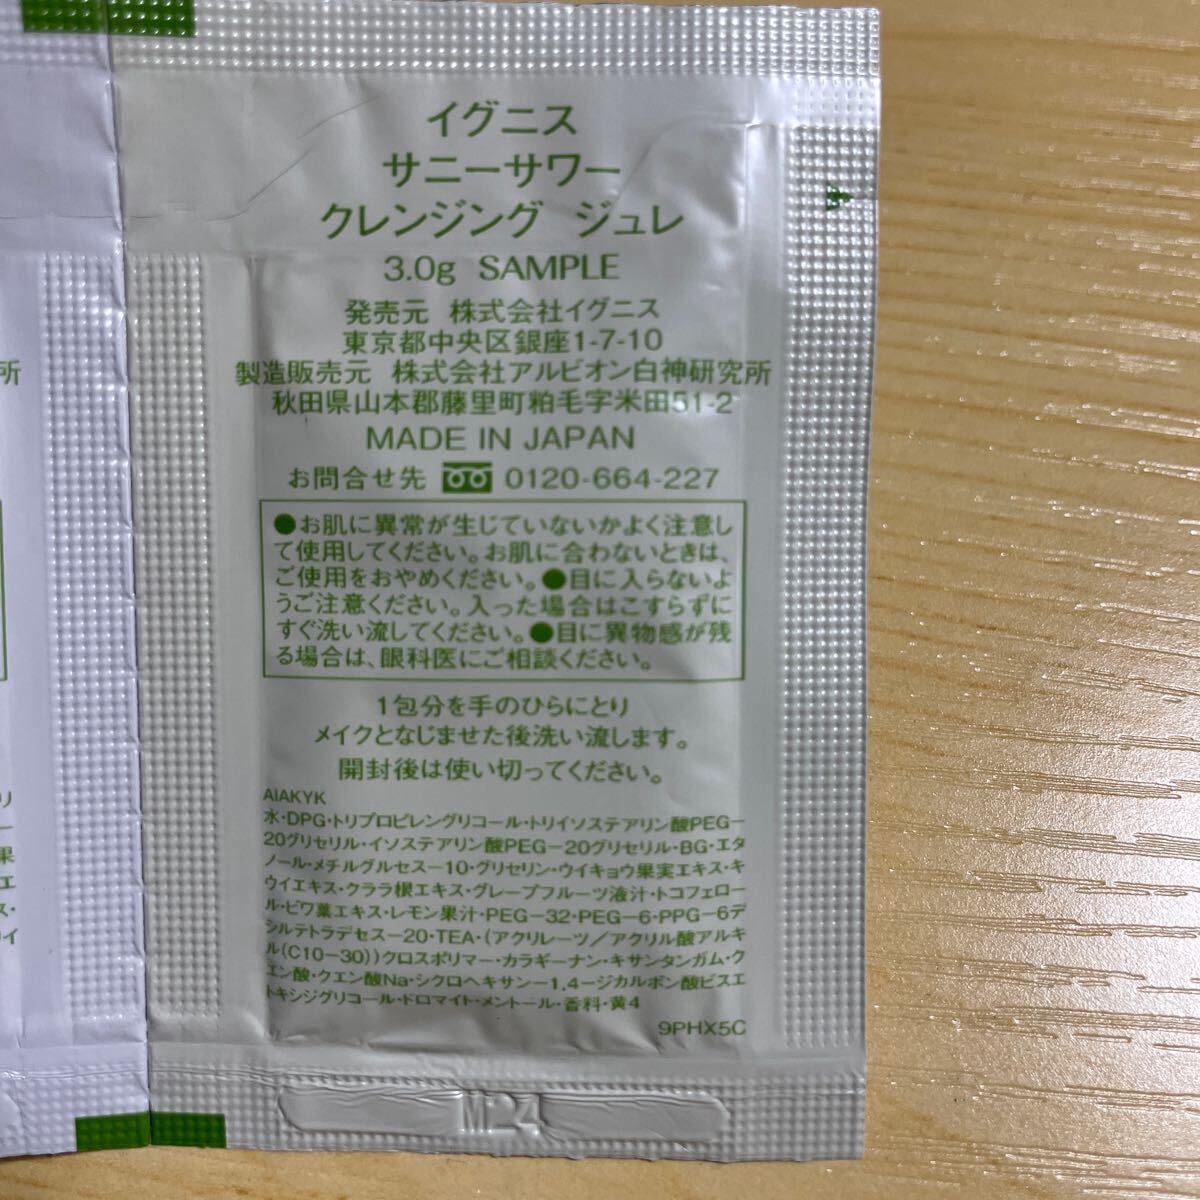 イグニス
サニーサワー
クレンジング ジュレ
3.0g SAMPLE
発売元 株式会社イグニス
東京都中央区銀座1-7-10
製造販売元 株式会社アルビオン白神研究所
秋田県山本郡藤里町粕毛字米田51-2
MADE IN JAPAN
お問合せ先 0120-664-227
●お肌に異常が生じていないかよく注意し
て使用してください。お肌に合わないときは、
ご使用をおやめください。●目に入らないよ
うご注意ください。入った場合はこすらずに
すぐ洗い流してください。●目に異物感が残
る場合は、眼科医にご相談ください。
1包分を手のひらにとり
メイクとなじませた後洗い流します。
開封後は使い切ってください。
AIAKYK
水・DPG・トリプロピレングリコール・トリイソステアリン酸PEG-
20グリセリル・イソステアリン酸PEG-20グリセリル・BG・エタ
ノール・メチルグルセス-10・グリセリン・ウイキョウ果実エキス・キ
ウイエキス・クララ根エキス・グレープフルーツ液汁・トコフェロー
ル・ビワ葉エキス・レモン果汁・PEG-32・PEG-6・PPG-6デ
シルテトラデセス-20・TEA・(アクリレーツ/アクリル酸アルキ
ル(C10-30))クロスポリマー・カラギーナン・キサンタンガム・ク
エン酸・クエン酸Na・シクロヘキサン-1,4-ジカルボン酸ビスエ
トキシジグリコール・ドロマイト・メントール・香料・黄4
9PHX5C
M24
所
リ
ー
果
エ
ス・
イ